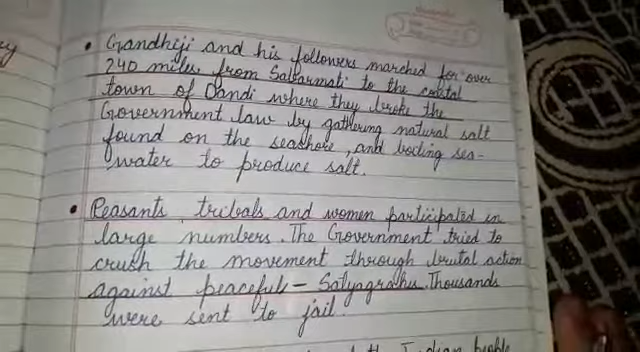 • Gandhiji and his followers marched for over
240 miles from Sabarmati to the coastal
town of Dandi where they broke the
Government law by gathering natural salt
found on the seashore, and boiling sea-
water to produce salt.
• Peasants, tribals and women participated in
large numbers. The Government tried to
crush the movement through brutal action
against peaceful - Satyagrahis. Thousands
were sent to jail.
Indian people